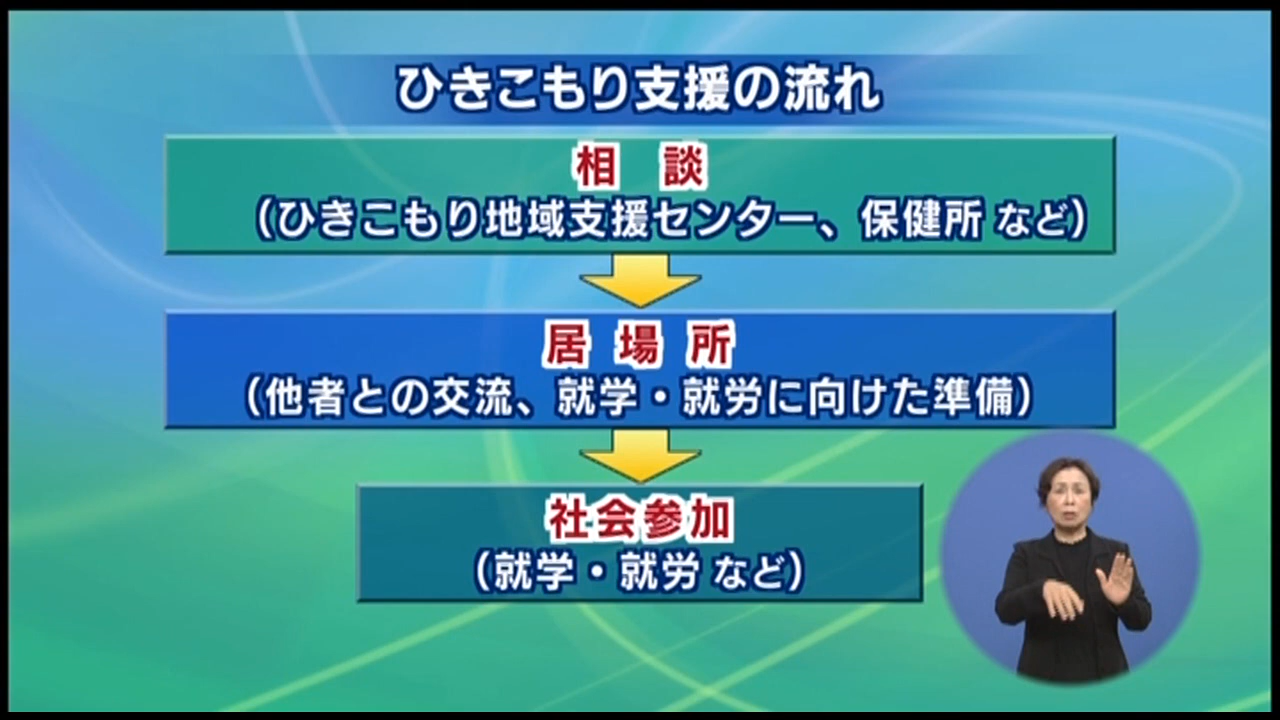 ひきこもり支援の流れ
相　談
（ひきこもり地域支援センター、保健所 など）
居 場 所
（他者との交流、就学・就労に向けた準備）
社会参加
（就学・就労 など）